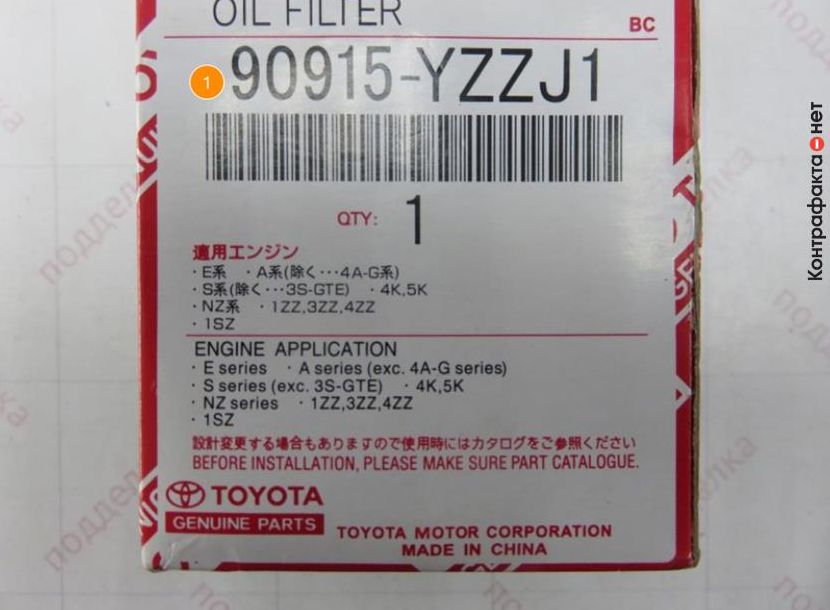 OIL FILTER
BC
1 90915-YZZJ1
QTY: 1
適用エンジン
・E系 ・A系(除く…4A-G系)
・S系(除く…3S-GTE) ・4K,5K
・NZ系 ・1ZZ,3ZZ,4ZZ
・1SZ
ENGINE APPLICATION
・E series ・A series (exc. 4A-G series)
・S series (exc. 3S-GTE) ・4K,5K
・NZ series ・1ZZ,3ZZ,4ZZ
・1SZ
設計変更する場合もありますので使用時にはカタログをご参照ください
BEFORE INSTALLATION, PLEASE MAKE SURE PART CATALOGUE.
TOYOTA
GENUINE PARTS
TOYOTA MOTOR CORPORATION
MADE IN CHINA
Контрафакта нет